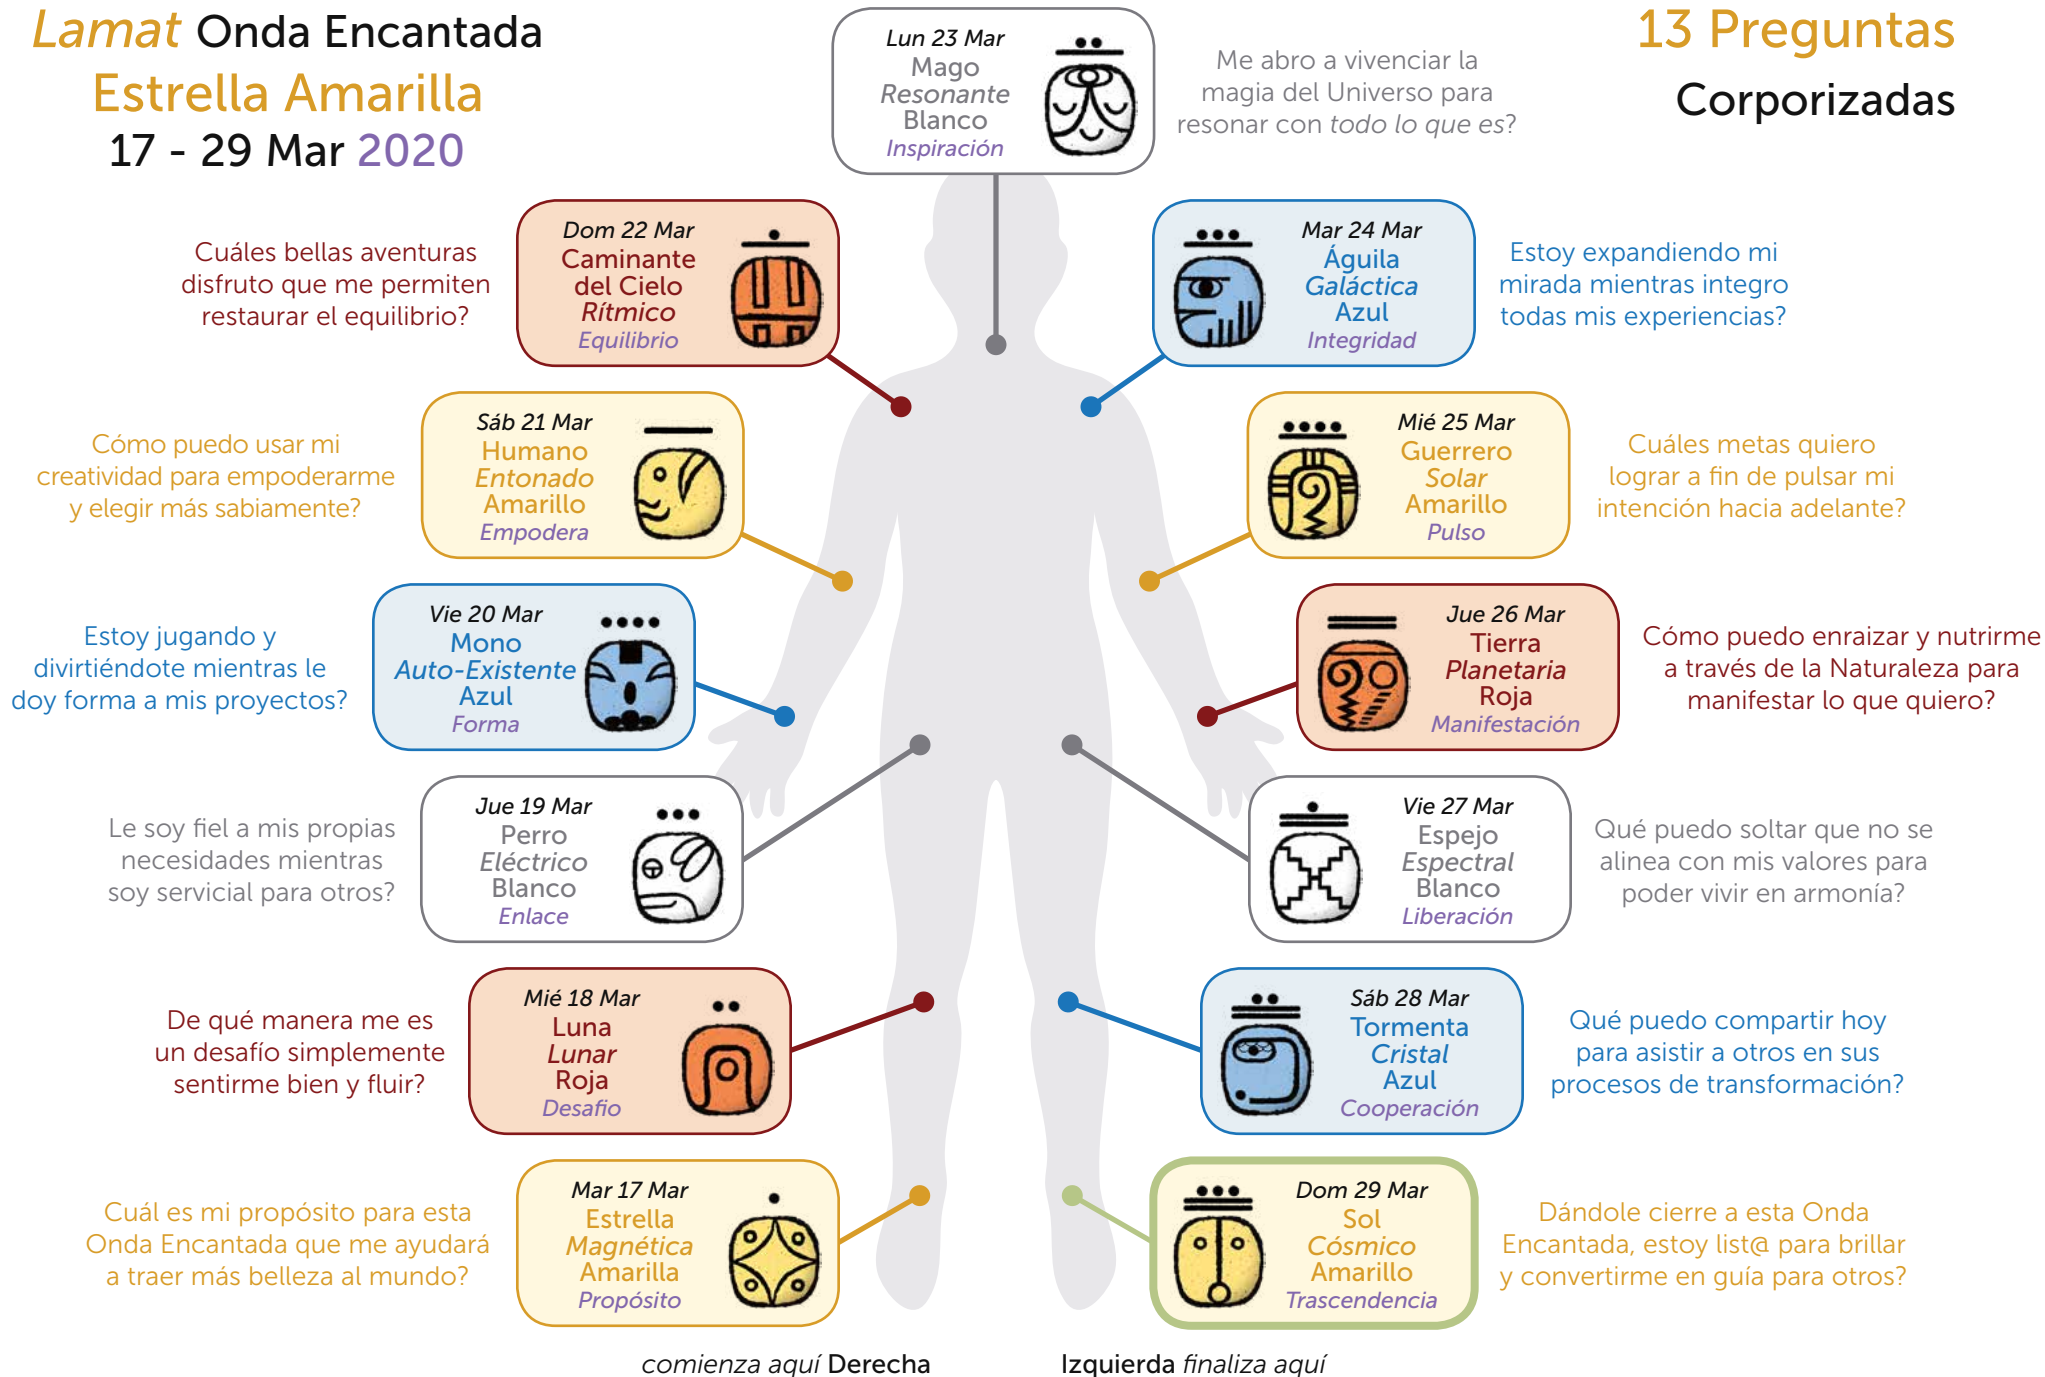 Lamat Onda Encantada
Estrella Amarilla
17 - 29 Mar 2020
13 Preguntas
Corporizadas
Lun 23 Mar
Mago
Resonante
Blanco
Inspiración
Me abro a vivenciar la
magia del Universo para
resonar con todo lo que es?
Cuáles bellas aventuras
disfruto que me permiten
restaurar el equilibrio?
Dom 22 Mar
Caminante
del Cielo
Rítmico
Equilibrio
Mar 24 Mar
Águila
Galáctica
Azul
Integridad
Estoy expandiendo mi
mirada mientras integro
todas mis experiencias?
Cómo puedo usar mi
creatividad para empoderarme
y elegir más sabiamente?
Sáb 21 Mar
Humano
Entonado
Amarillo
Empodera
Mié 25 Mar
Guerrero
Solar
Amarillo
Pulso
Cuáles metas quiero
lograr a fin de pulsar mi
intención hacia adelante?
Estoy jugando y
divirtiéndote mientras le
doy forma a mis proyectos?
Vie 20 Mar
Mono
Auto-Existente
Azul
Forma
Jue 26 Mar
Tierra
Planetaria
Roja
Manifestación
Cómo puedo enraizar y nutrirme
a través de la Naturaleza para
manifestar lo que quiero?
Le soy fiel a mis propias
necesidades mientras
soy servicial para otros?
Jue 19 Mar
Perro
Eléctrico
Blanco
Enlace
Vie 27 Mar
Espejo
Espectral
Blanco
Liberación
Qué puedo soltar que no se
alinea con mis valores para
poder vivir en armonía?
De qué manera me es
un desafío simplemente
sentirme bien y fluir?
Mié 18 Mar
Luna
Lunar
Roja
Desafio
Sáb 28 Mar
Tormenta
Cristal
Azul
Cooperación
Qué puedo compartir hoy
para asistir a otros en sus
procesos de transformación?
Cuál es mi propósito para esta
Onda Encantada que me ayudará
a traer más belleza al mundo?
Mar 17 Mar
Estrella
Magnética
Amarilla
Propósito
Dom 29 Mar
Sol
Cósmico
Amarillo
Trascendencia
Dándole cierre a esta Onda
Encantada, estoy list@ para brillar
y convertirme en guía para otros?
comienza aquí Derecha
Izquierda finaliza aquí